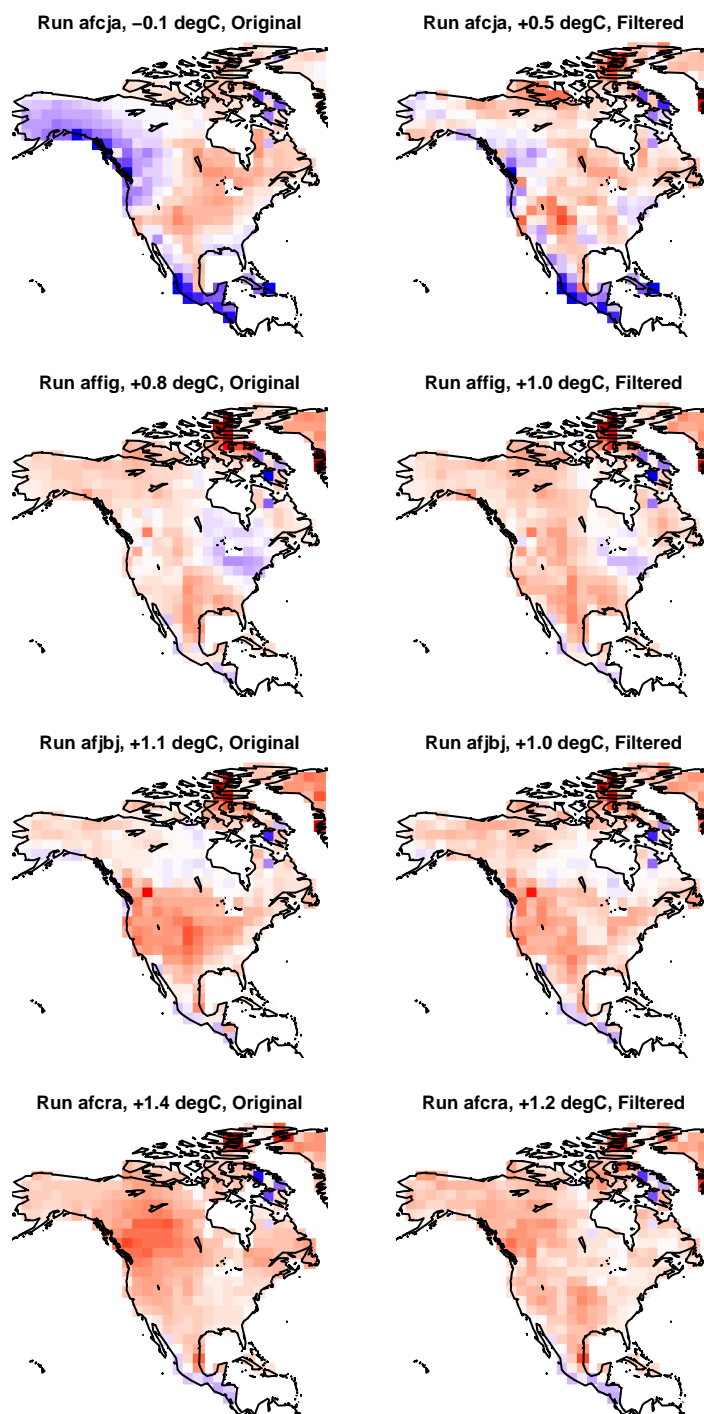 Run afcja, −0.1 degC, Original
Run afcja, +0.5 degC, Filtered
Run affig, +0.8 degC, Original
Run affig, +1.0 degC, Filtered
Run afjbj, +1.1 degC, Original
Run afjbj, +1.0 degC, Filtered
Run afcra, +1.4 degC, Original
Run afcra, +1.2 degC, Filtered